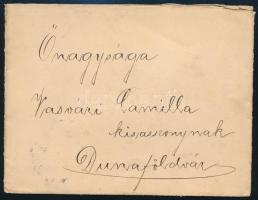 Őnagysága
Vasvári Camilla
kisasszonynak
Dunaföldvár